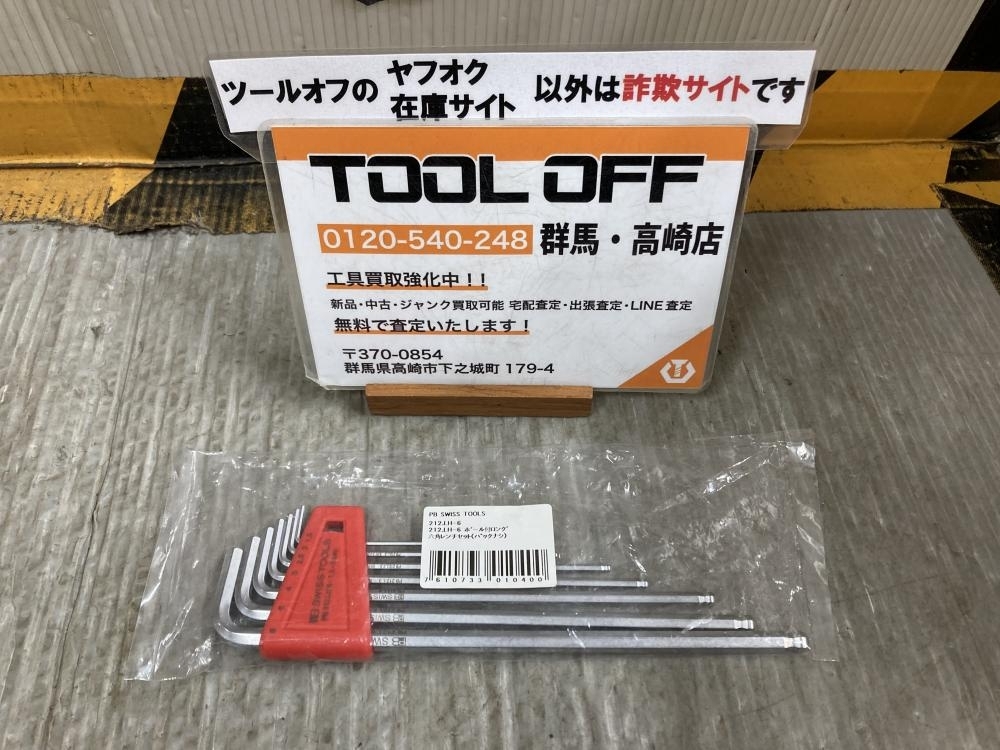 ツールオフの ヤフオク 在庫サイト 以外は詐欺サイトです
TOOL OFF
0120-540-248 群馬・高崎店
工具買取強化中!!
新品・中古・ジャンク買取可能 宅配査定・出張査定・LINE査定
無料で査定いたします!
〒370-0854
群馬県高崎市下之城町 179-4
PB SWISS TOOLS
212.LH-6
212.LH-6 ボール付ロング
六角レンチセット(パックナシ)
7 610733 010400